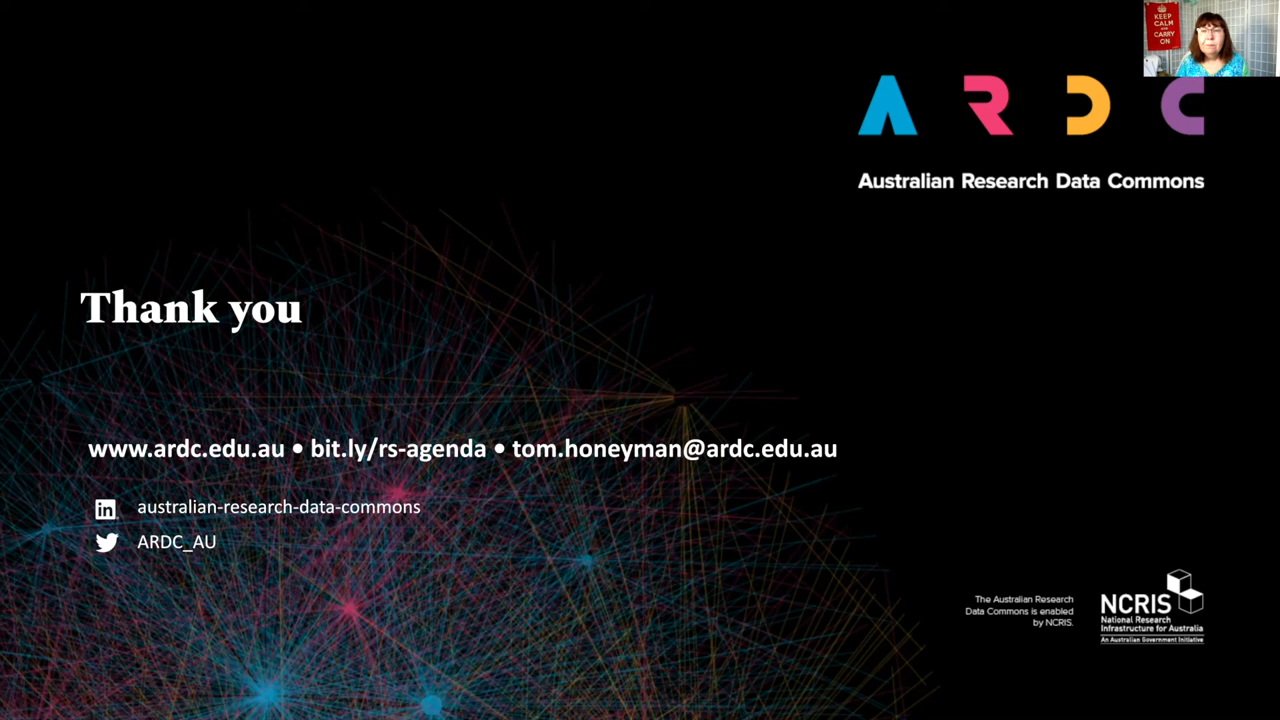 KEEP
CALM
AND
CARRY
ON
ARDC
Australian Research Data Commons
Thank you
www.ardc.edu.au • bit.ly/rs-agenda • tom.honeyman@ardc.edu.au
in australian-research-data-commons
ARDC_AU
The Australian Research
Data Commons is enabled
by NCRIS.
NCRIS
National Research
Infrastructure for Australia
An Australian Government Initiative